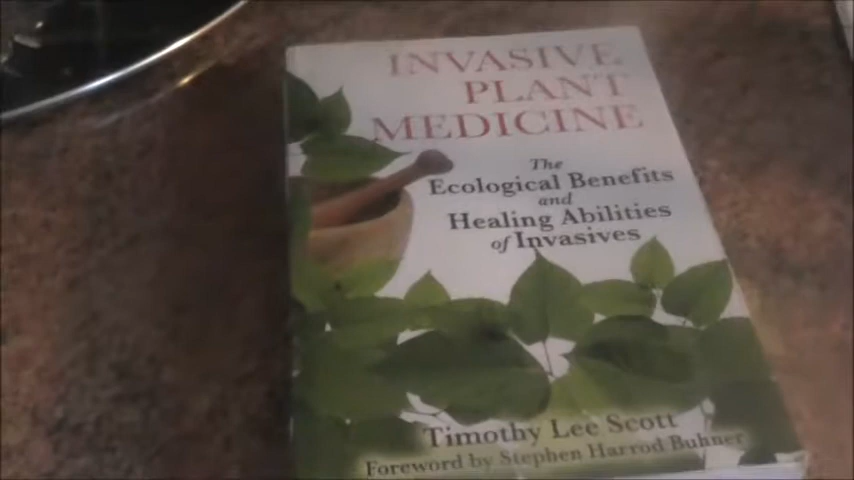 INVASIVE
PLANT
MEDICINE
The
Ecological Benefits
and
Healing Abilities
of Invasives
Timothy Lee Scott
Foreword by Stephen Harrod Buhner